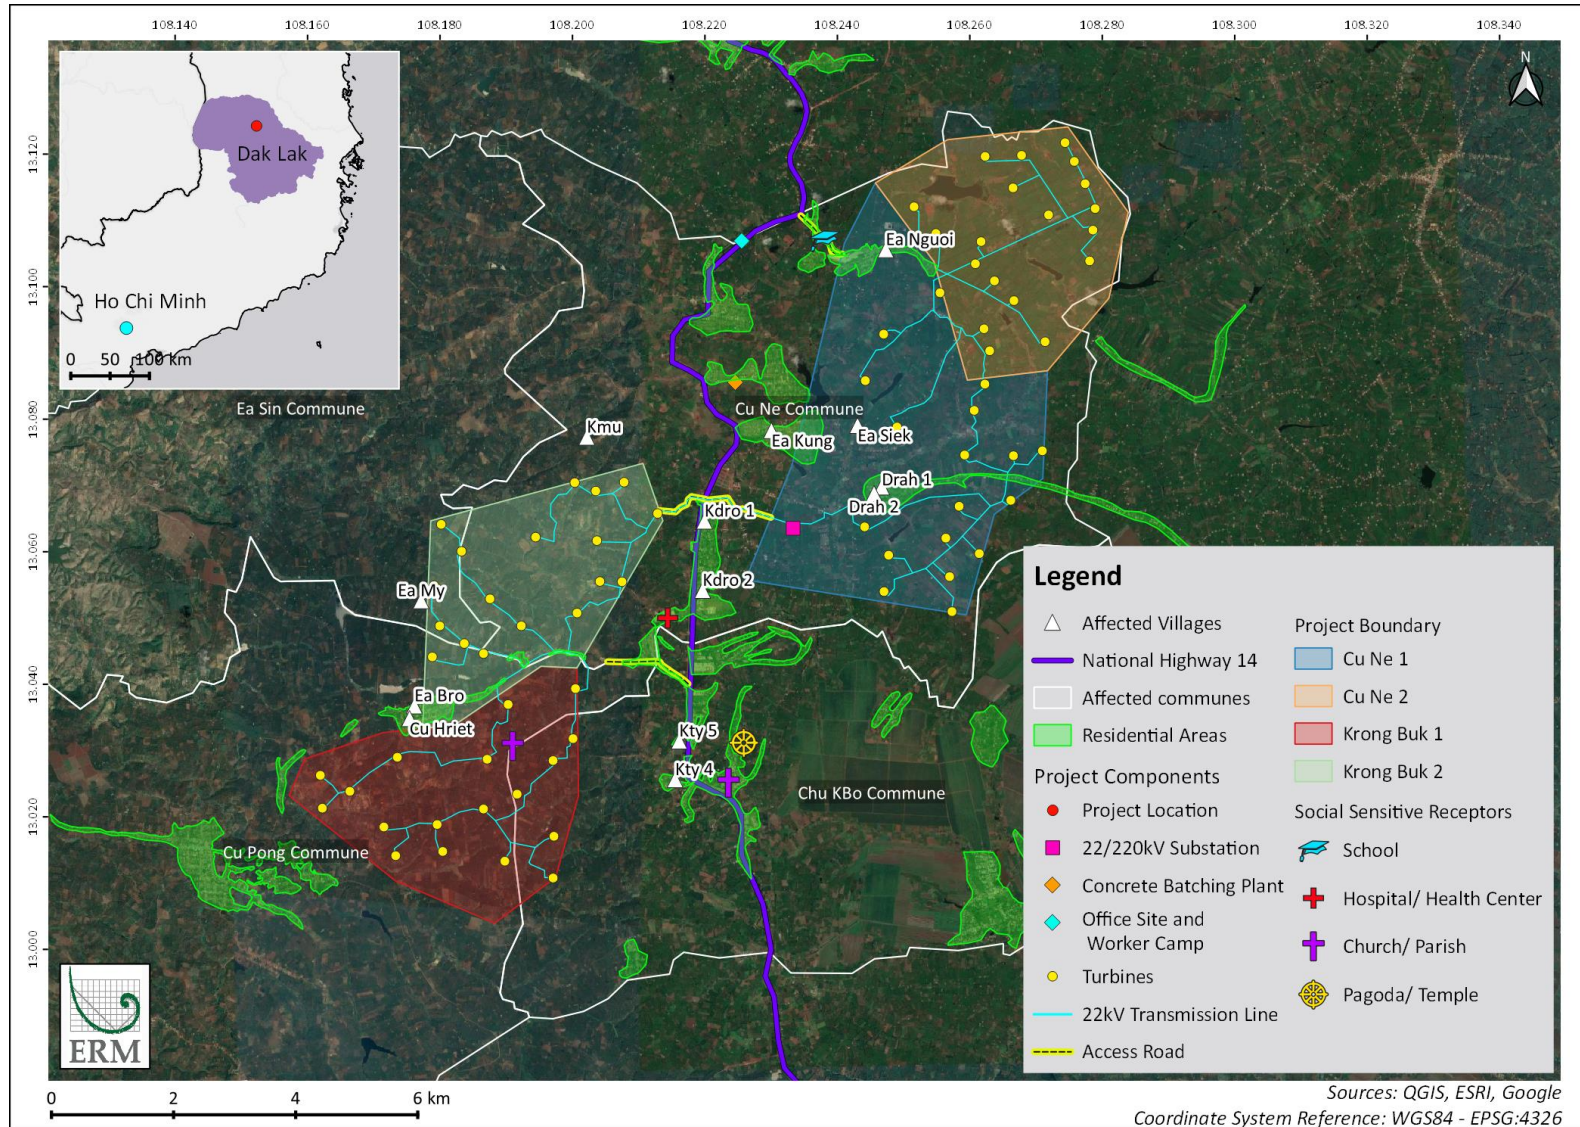 108.140
108.160
108.180
108.200
108.220
108.240
108.260
108.280
108.300
108.320
108.340
13.120
13.100
13.080
13.060
13.040
13.020
13.000
N
Dak Lak
Ho Chi Minh
0 50 100 km
Ea Sin Commune
Ea Nguoi
Cu Ne Commune
Kmu
Ea Kung
Ea Siek
Drah 1
Drah 2
Kdro 1
Kdro 2
Ea My
Ea Bro
Cu Hriet
Kty 5
Kty 4
Chu KBo Commune
Cu Pong Commune
ERM
Legend
Affected Villages
National Highway 14
Affected communes
Residential Areas
Project Components
Project Location
22/220kV Substation
Concrete Batching Plant
Office Site and
Worker Camp
Turbines
22kV Transmission Line
Access Road
Project Boundary
Cu Ne 1
Cu Ne 2
Krong Buk 1
Krong Buk 2
Social Sensitive Receptors
School
Hospital/ Health Center
Church/ Parish
Pagoda/ Temple
0 2 4 6 km
Sources: QGIS, ESRI, Google
Coordinate System Reference: WGS84 - EPSG:4326